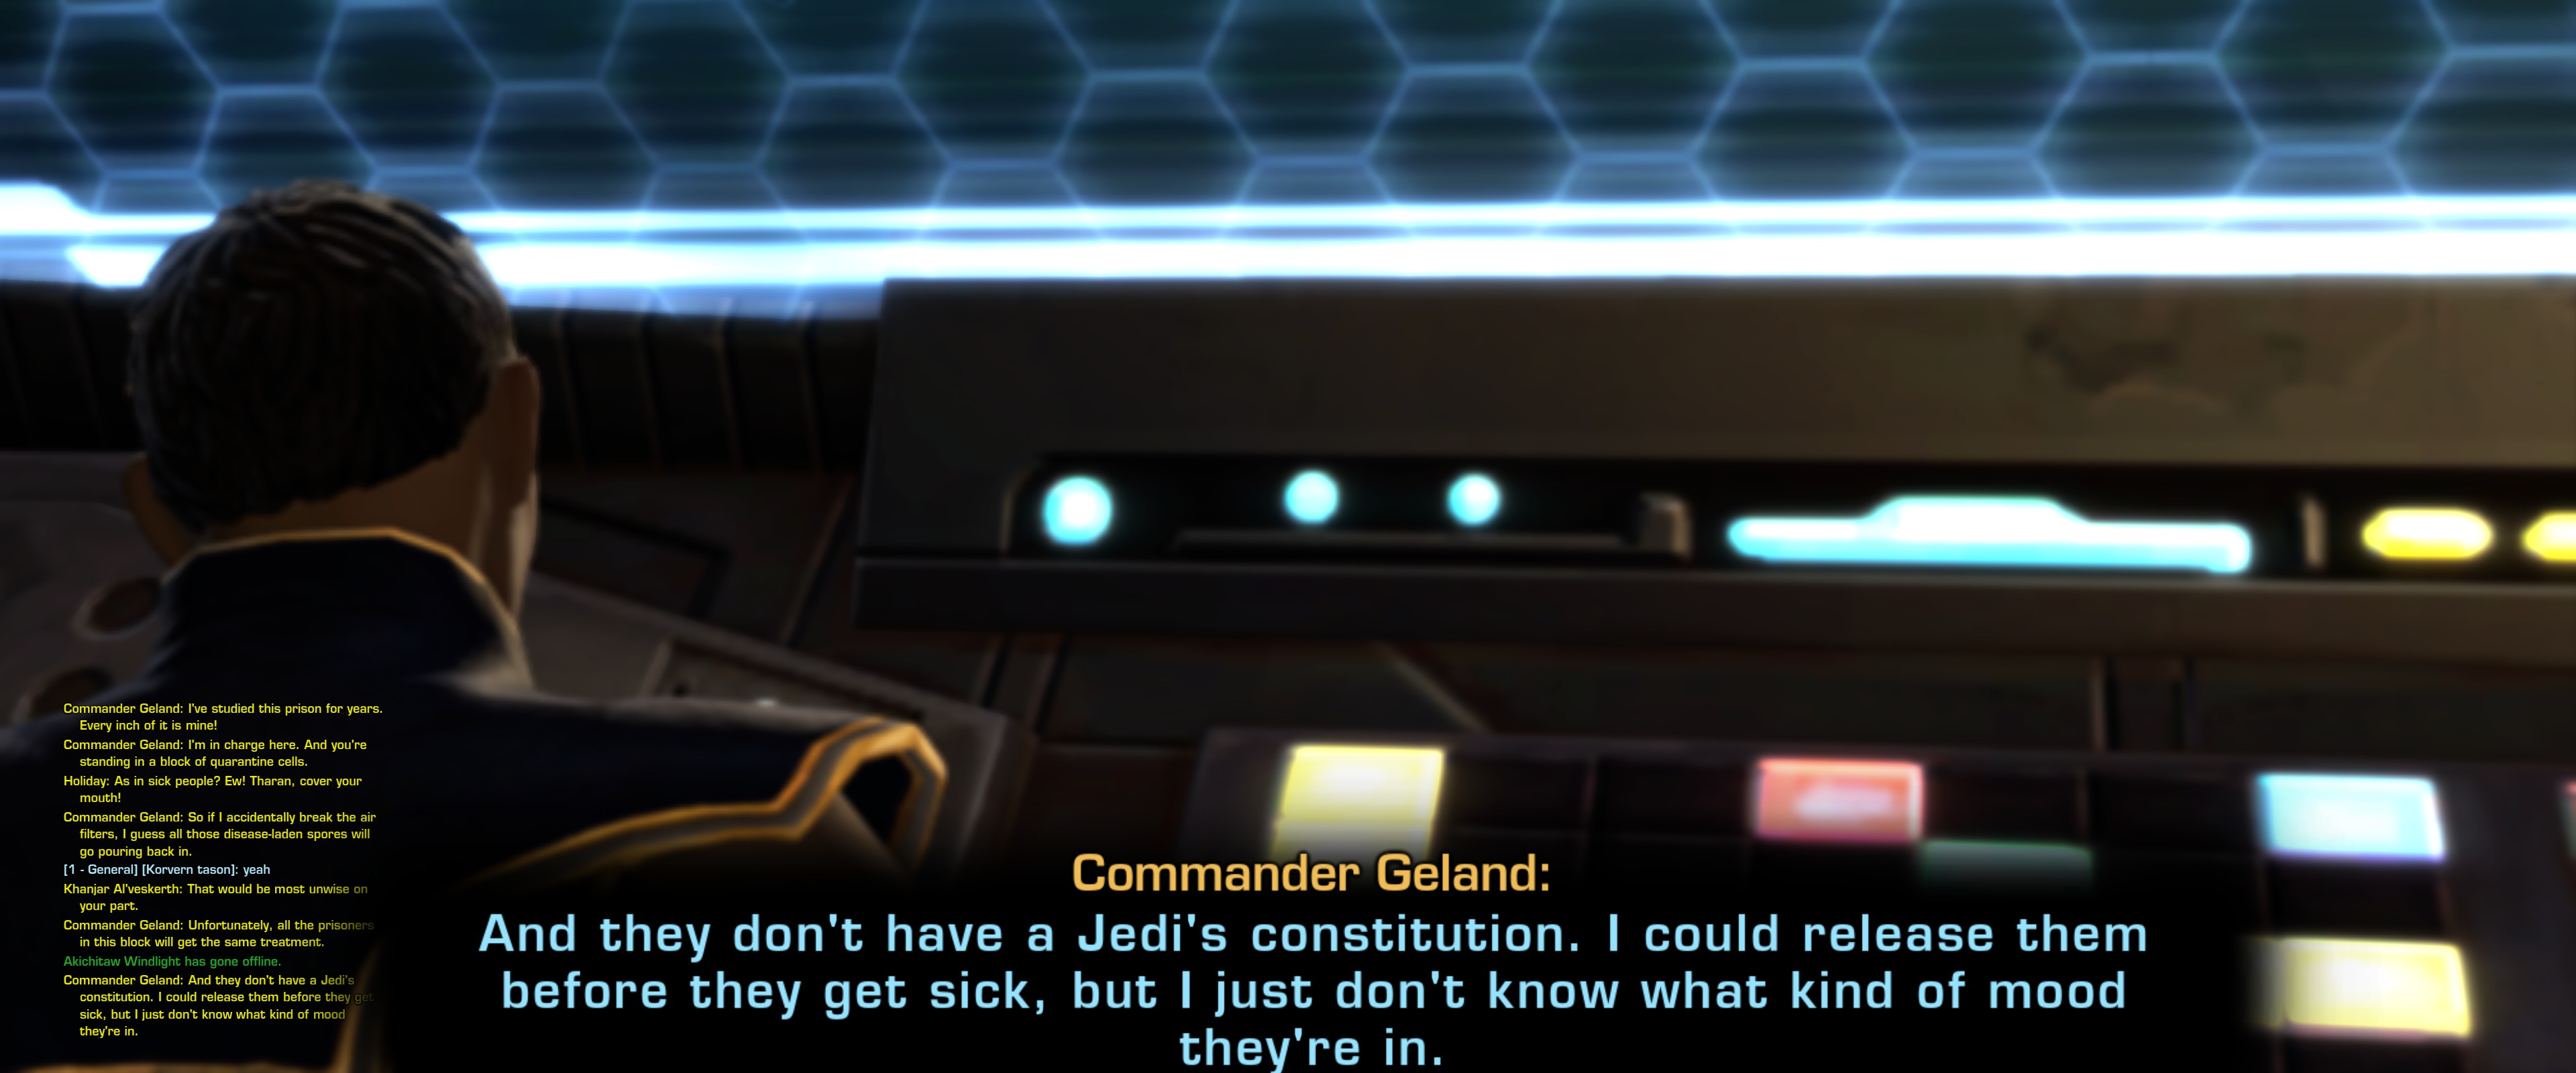 Commander Geland: I've studied this prison for years.
Every inch of it is mine!
Commander Geland: I'm in charge here. And you're
standing in a block of quarantine cells.
Holiday: As in sick people? Ew! Tharan, cover your
mouth!
Commander Geland: So if I accidentally break the air
filters, I guess all those disease-laden spores will
go pouring back in.
[1 - General] [Korvern tason]: yeah
Khanjar Al'veskerth: That would be most unwise on
your part.
Commander Geland: Unfortunately, all the prisoners
in this block will get the same treatment.
Akichitaw Windlight has gone offline.
Commander Geland: And they don't have a Jedi's
constitution. I could release them before they get
sick, but I just don't know what kind of mood
they're in.
Commander Geland:
And they don't have a Jedi's constitution. I could release them
before they get sick, but I just don't know what kind of mood
they're in.